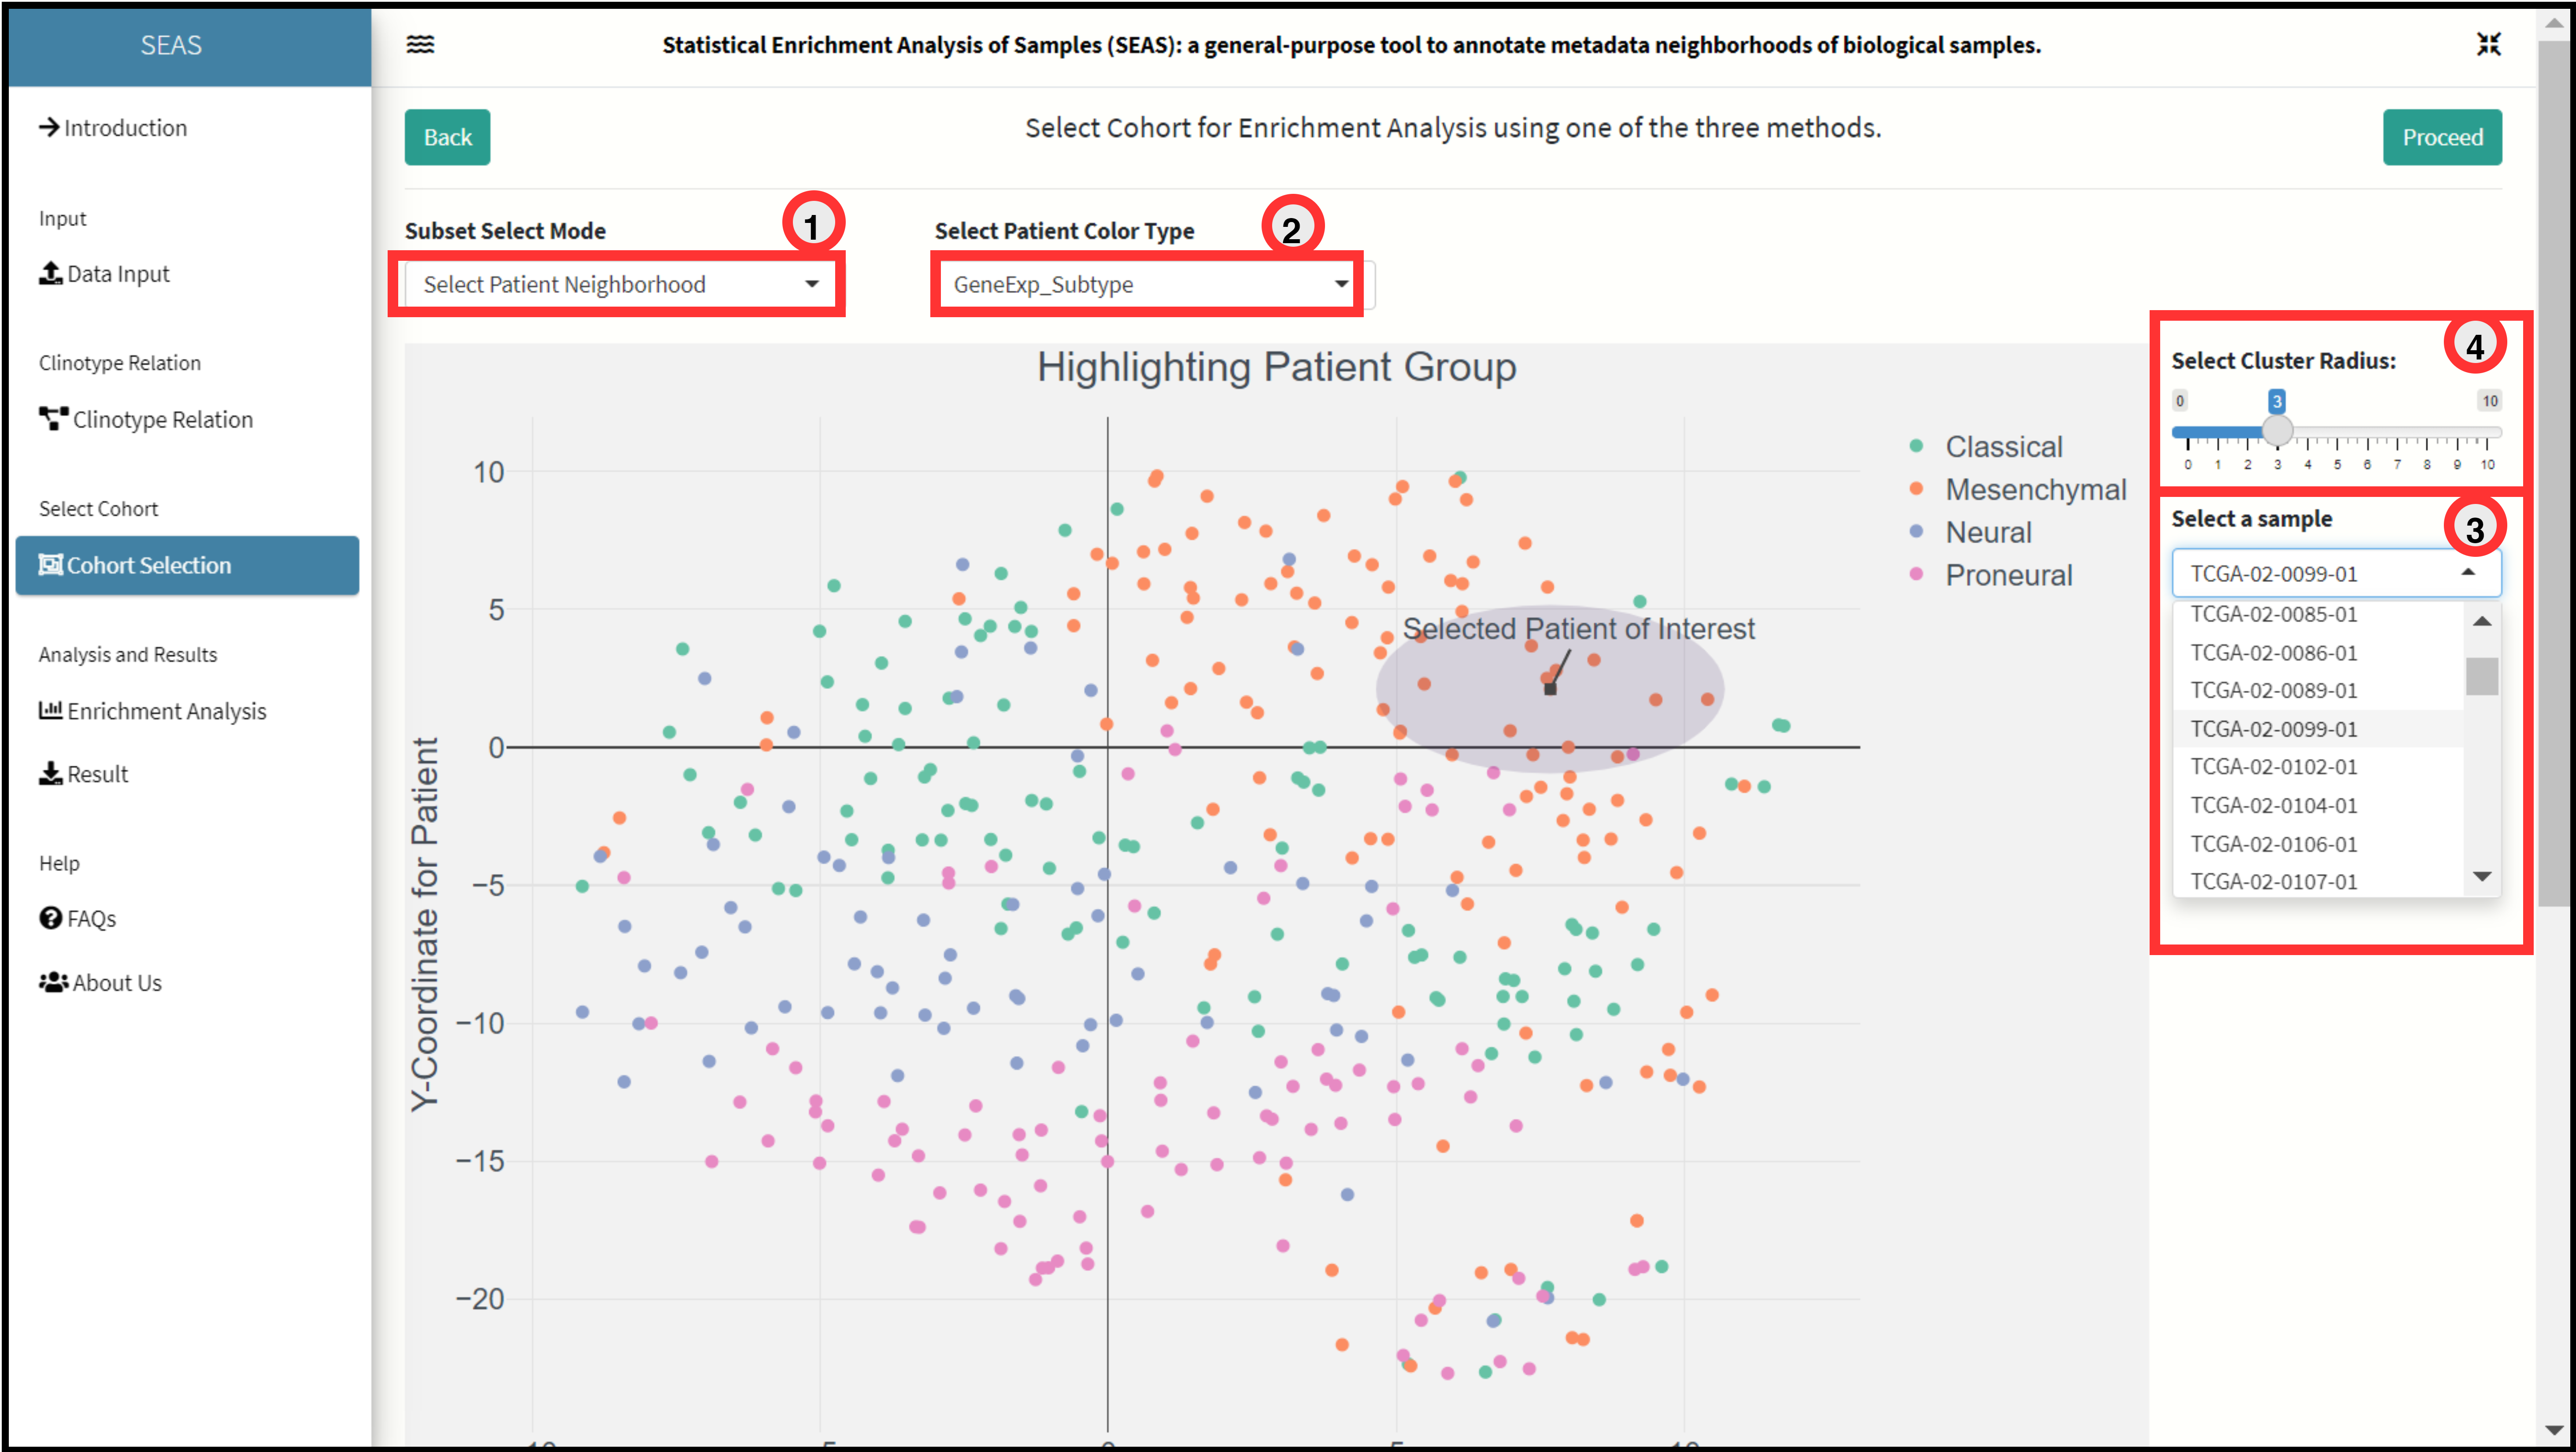 SEAS
Statistical Enrichment Analysis of Samples (SEAS): a general-purpose tool to annotate metadata neighborhoods of biological samples.
Introduction
Input
Data Input
Clinotype Relation
Clinotype Relation
Select Cohort
Cohort Selection
Analysis and Results
Enrichment Analysis
Result
Help
FAQs
About Us
Back
Select Cohort for Enrichment Analysis using one of the three methods.
Proceed
Subset Select Mode
1
Select Patient Neighborhood
Select Patient Color Type
2
GeneExp_Subtype
Highlighting Patient Group
Y-Coordinate for Patient
10
5
0
−5
−10
−15
−20
Selected Patient of Interest
Classical
Mesenchymal
Neural
Proneural
4
Select Cluster Radius:
0 3 10
0 1 2 3 4 5 6 7 8 9 10
Select a sample
3
TCGA-02-0099-01
TCGA-02-0085-01
TCGA-02-0086-01
TCGA-02-0089-01
TCGA-02-0099-01
TCGA-02-0102-01
TCGA-02-0104-01
TCGA-02-0106-01
TCGA-02-0107-01